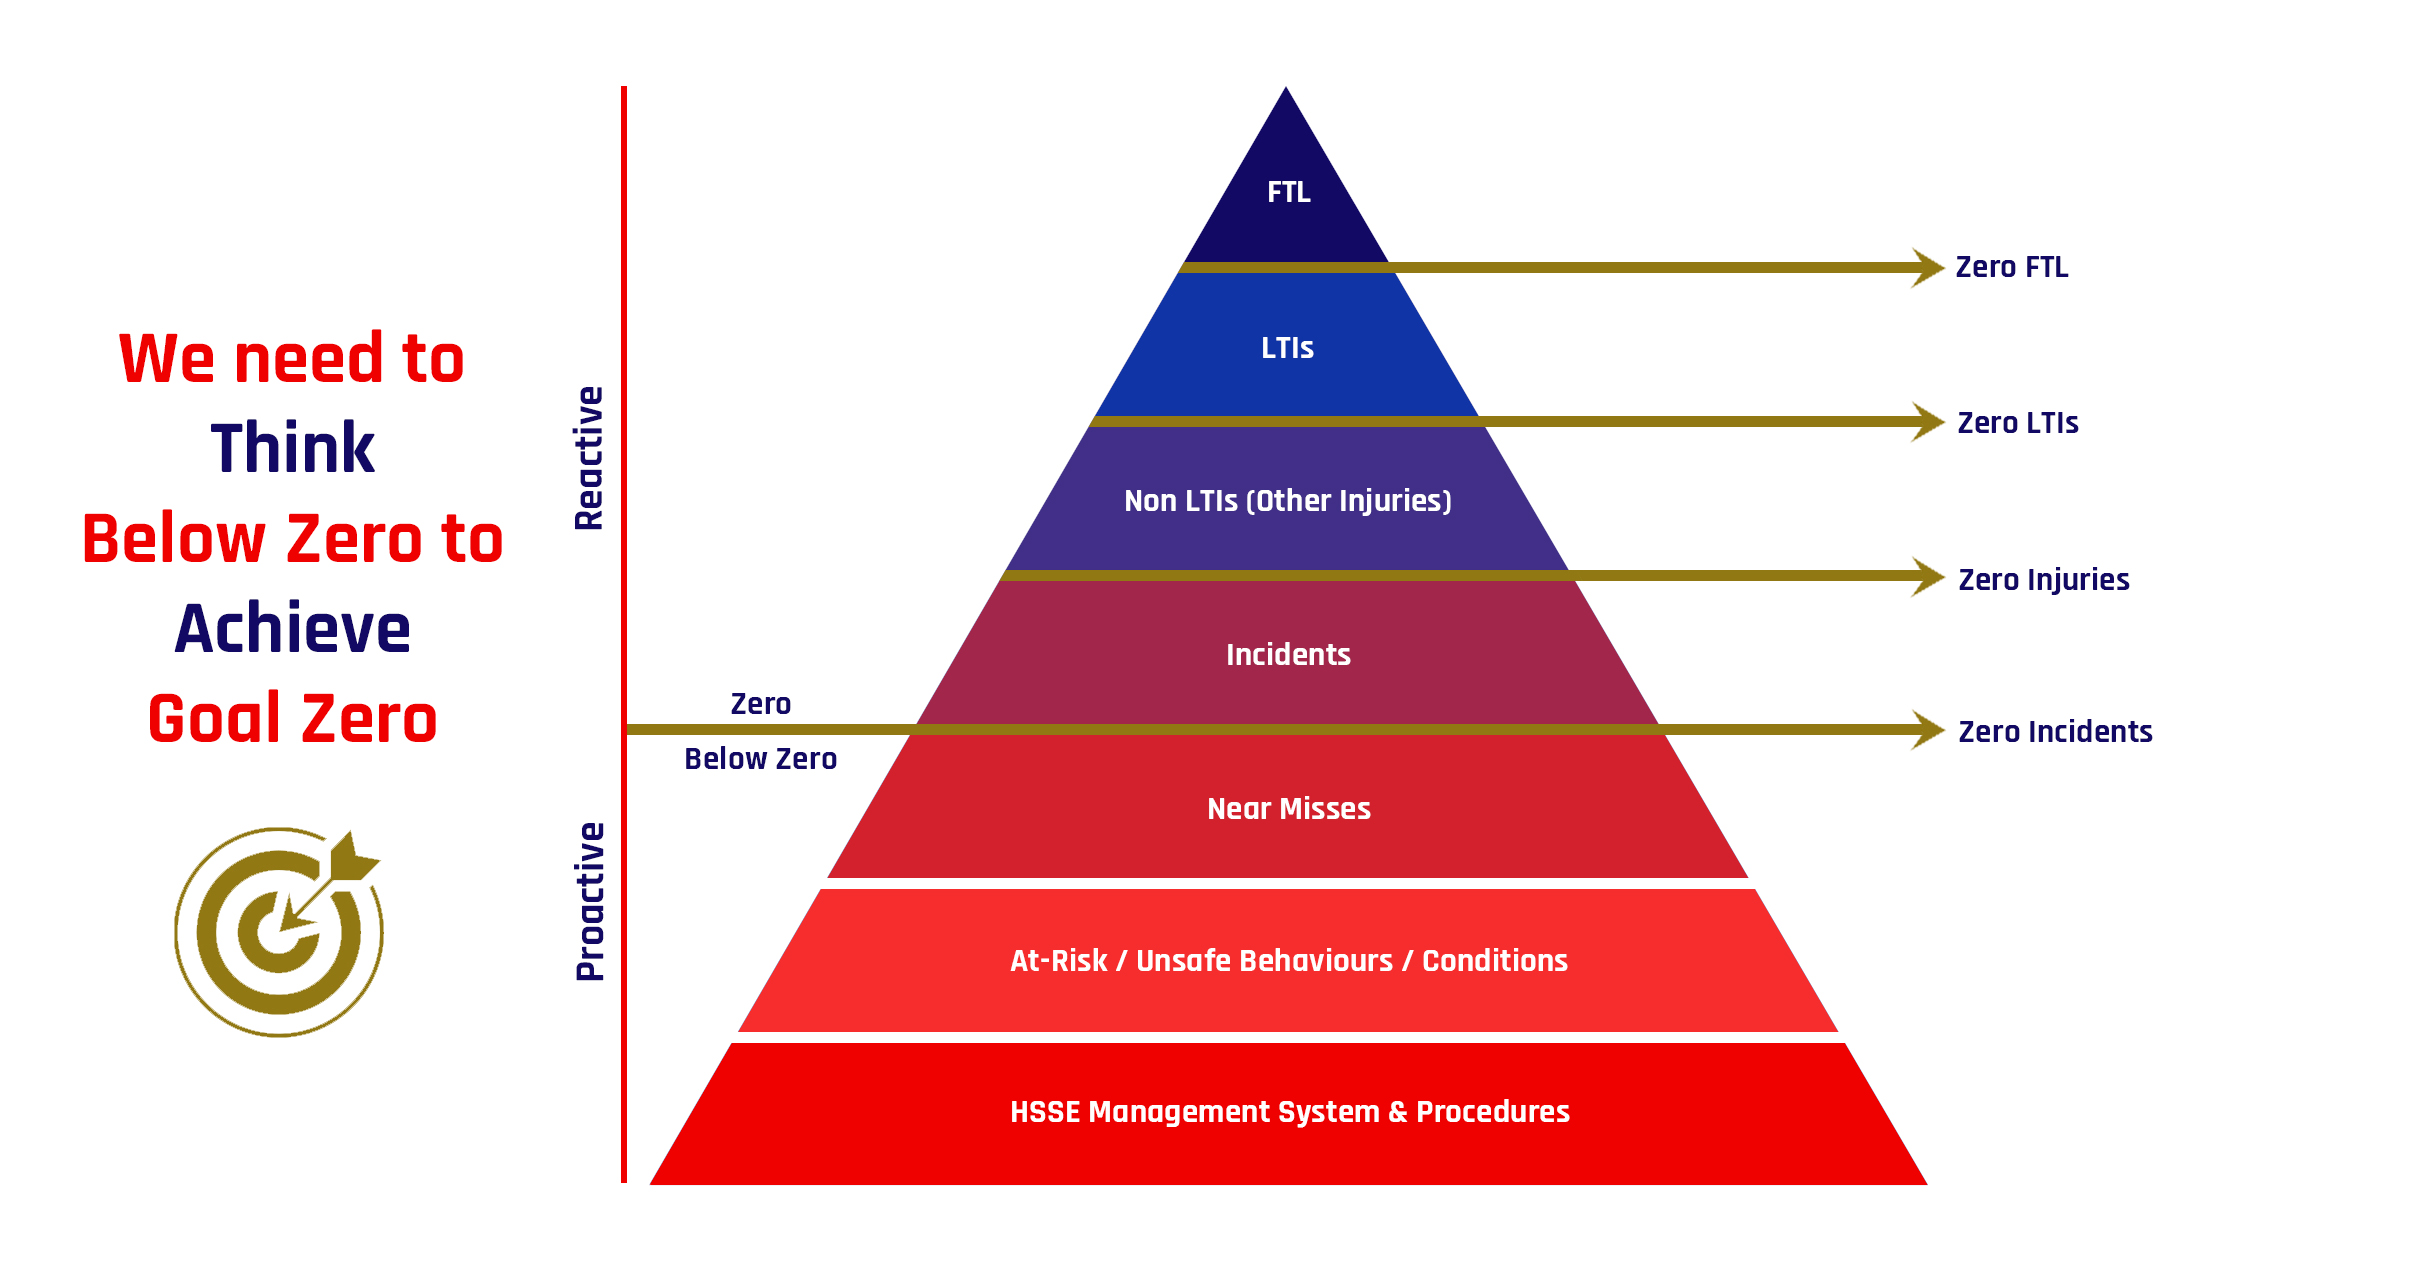 We need to
Think
Below Zero to
Achieve
Goal Zero
Reactive
Proactive
Zero
Below Zero
FTL
LTIs
Non LTIs (Other Injuries)
Incidents
Near Misses
At-Risk / Unsafe Behaviours / Conditions
HSSE Management System & Procedures
Zero FTL
Zero LTIs
Zero Injuries
Zero Incidents